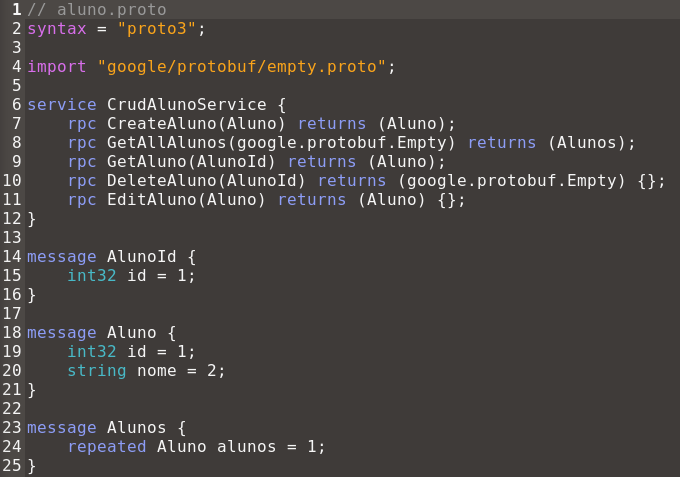 1 // aluno.proto
2 syntax = "proto3";
3
4 import "google/protobuf/empty.proto";
5
6 service CrudAlunoService {
7     rpc CreateAluno(Aluno) returns (Aluno);
8     rpc GetAllAlunos(google.protobuf.Empty) returns (Alunos);
9     rpc GetAluno(AlunoId) returns (Aluno);
10     rpc DeleteAluno(AlunoId) returns (google.protobuf.Empty) {};
11     rpc EditAluno(Aluno) returns (Aluno) {};
12 }
13
14 message AlunoId {
15     int32 id = 1;
16 }
17
18 message Aluno {
19     int32 id = 1;
20     string nome = 2;
21 }
22
23 message Alunos {
24     repeated Aluno alunos = 1;
25 }